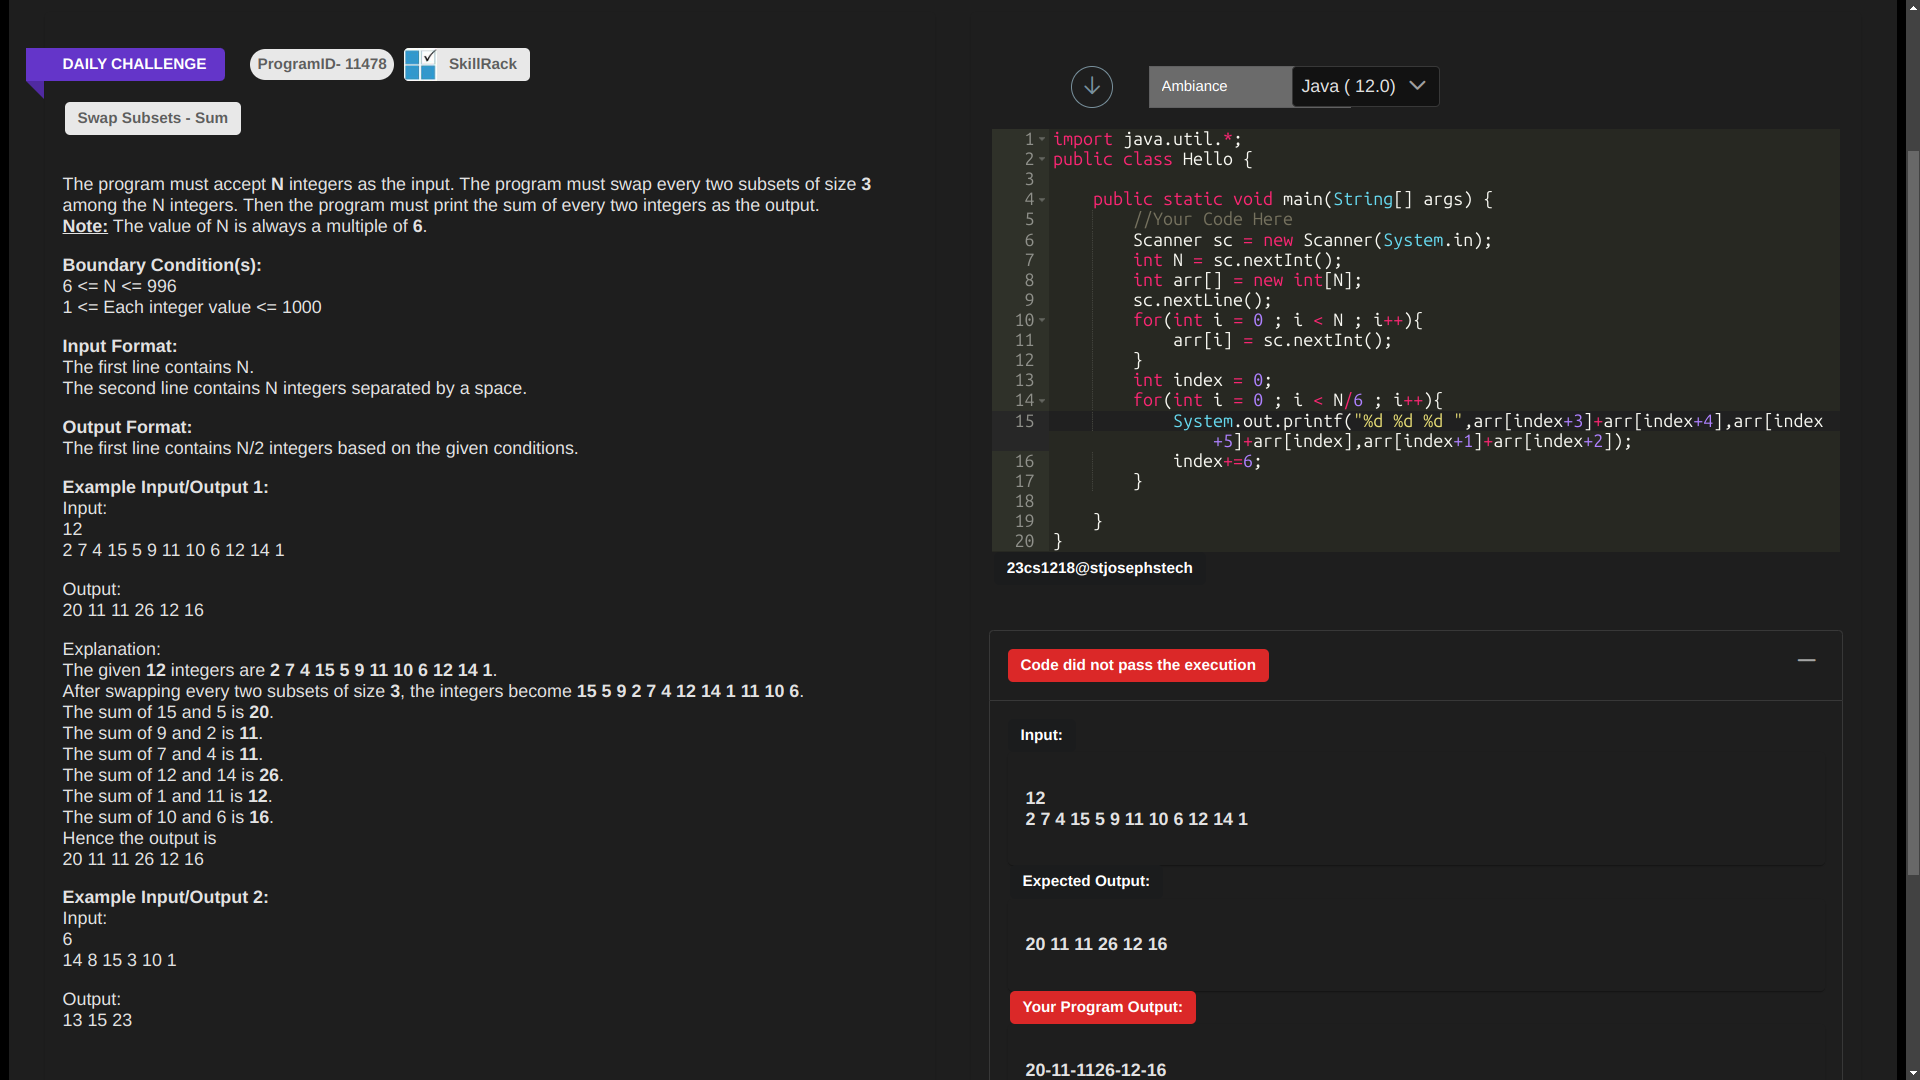 DAILY CHALLENGE
ProgramID- 11478
SkillRack
Swap Subsets - Sum
The program must accept N integers as the input. The program must swap every two subsets of size 3
among the N integers. Then the program must print the sum of every two integers as the output.
Note: The value of N is always a multiple of 6.
Boundary Condition(s):
6 <= N <= 996
1 <= Each integer value <= 1000
Input Format:
The first line contains N.
The second line contains N integers separated by a space.
Output Format:
The first line contains N/2 integers based on the given conditions.
Example Input/Output 1:
Input:
12
2 7 4 15 5 9 11 10 6 12 14 1
Output:
20 11 11 26 12 16
Explanation:
The given 12 integers are 2 7 4 15 5 9 11 10 6 12 14 1.
After swapping every two subsets of size 3, the integers become 15 5 9 2 7 4 12 14 1 11 10 6.
The sum of 15 and 5 is 20.
The sum of 9 and 2 is 11.
The sum of 7 and 4 is 11.
The sum of 12 and 14 is 26.
The sum of 1 and 11 is 12.
The sum of 10 and 6 is 16.
Hence the output is
20 11 11 26 12 16
Example Input/Output 2:
Input:
6
14 8 15 3 10 1
Output:
13 15 23
Ambiance
Java ( 12.0)
1 import java.util.*;
2 public class Hello {
3
4 public static void main(String[] args) {
5 //Your Code Here
6 Scanner sc = new Scanner(System.in);
7 int N = sc.nextInt();
8 int arr[] = new int[N];
9 sc.nextLine();
10 for(int i = 0 ; i < N ; i++){
11 arr[i] = sc.nextInt();
12 }
13 int index = 0;
14 for(int i = 0 ; i < N/6 ; i++){
15 System.out.printf("%d %d %d ",arr[index+3]+arr[index+4],arr[index
+5]+arr[index],arr[index+1]+arr[index+2]);
16 index+=6;
17 }
18
19 }
20 }
23cs1218@stjosephstech
Code did not pass the execution
Input:
12
2 7 4 15 5 9 11 10 6 12 14 1
Expected Output:
20 11 11 26 12 16
Your Program Output:
20-11-1126-12-16